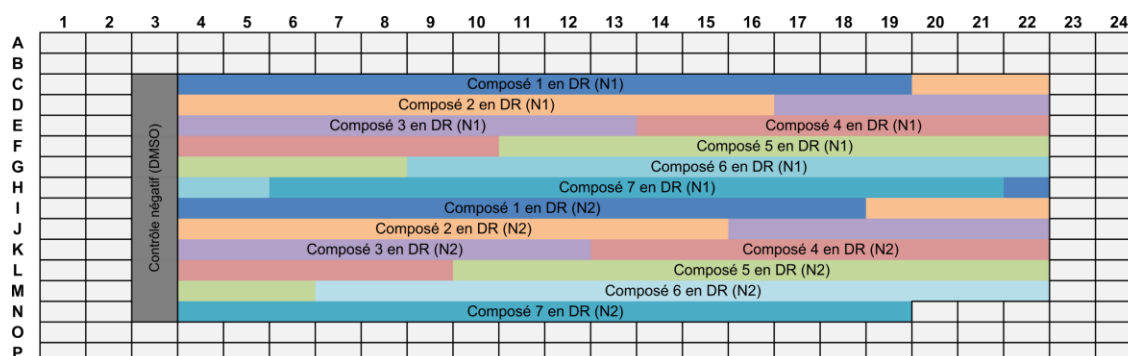 1 2 3 4 5 6 7 8 9 10 11 12 13 14 15 16 17 18 19 20 21 22 23 24
A
B
C Composé 1 en DR (N1)
D Composé 2 en DR (N1)
E Composé 3 en DR (N1) Composé 4 en DR (N1)
F Composé 5 en DR (N1)
G Composé 6 en DR (N1)
H Composé 7 en DR (N1)
I Composé 1 en DR (N2)
J Composé 2 en DR (N2)
K Composé 3 en DR (N2) Composé 4 en DR (N2)
L Composé 5 en DR (N2)
M Composé 6 en DR (N2)
N Composé 7 en DR (N2)
O
P
Contrôle négatif (DMSO)